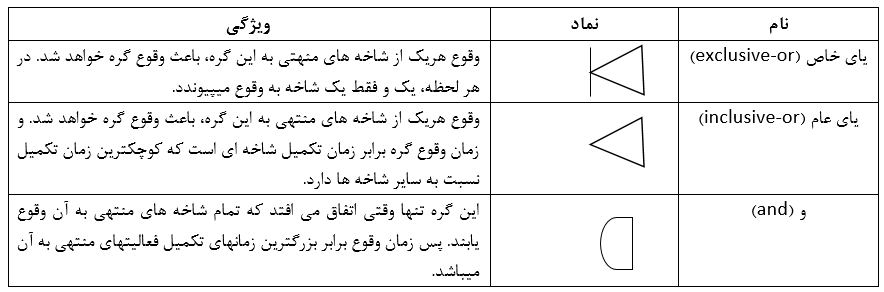 نام نماد ویژگی
یای خاص (exclusive-or) وقوع هریک از شاخه های منهتی به این گره، باعث وقوع گره خواهد شد. در
هر لحظه، یک و فقط یک شاخه به وقوع میپیوندد.
یای عام (inclusive-or) وقوع هریک از شاخه های منتهی به این گره، باعث وقوع گره خواهد شد. و
زمان وقوع گره برابر زمان تکمیل شاخه ای است که کوچکترین زمان تکمیل
نسبت به سایر شاخه ها دارد.
و (and) این گره تنها وقتی اتفاق می افتد که تمام شاخه های منتهی به آن وقوع
یابند. پس زمان وقوع برابر بزرگترین زمانهای تکمیل فعالیتهای منتهی به آن
میباشد.